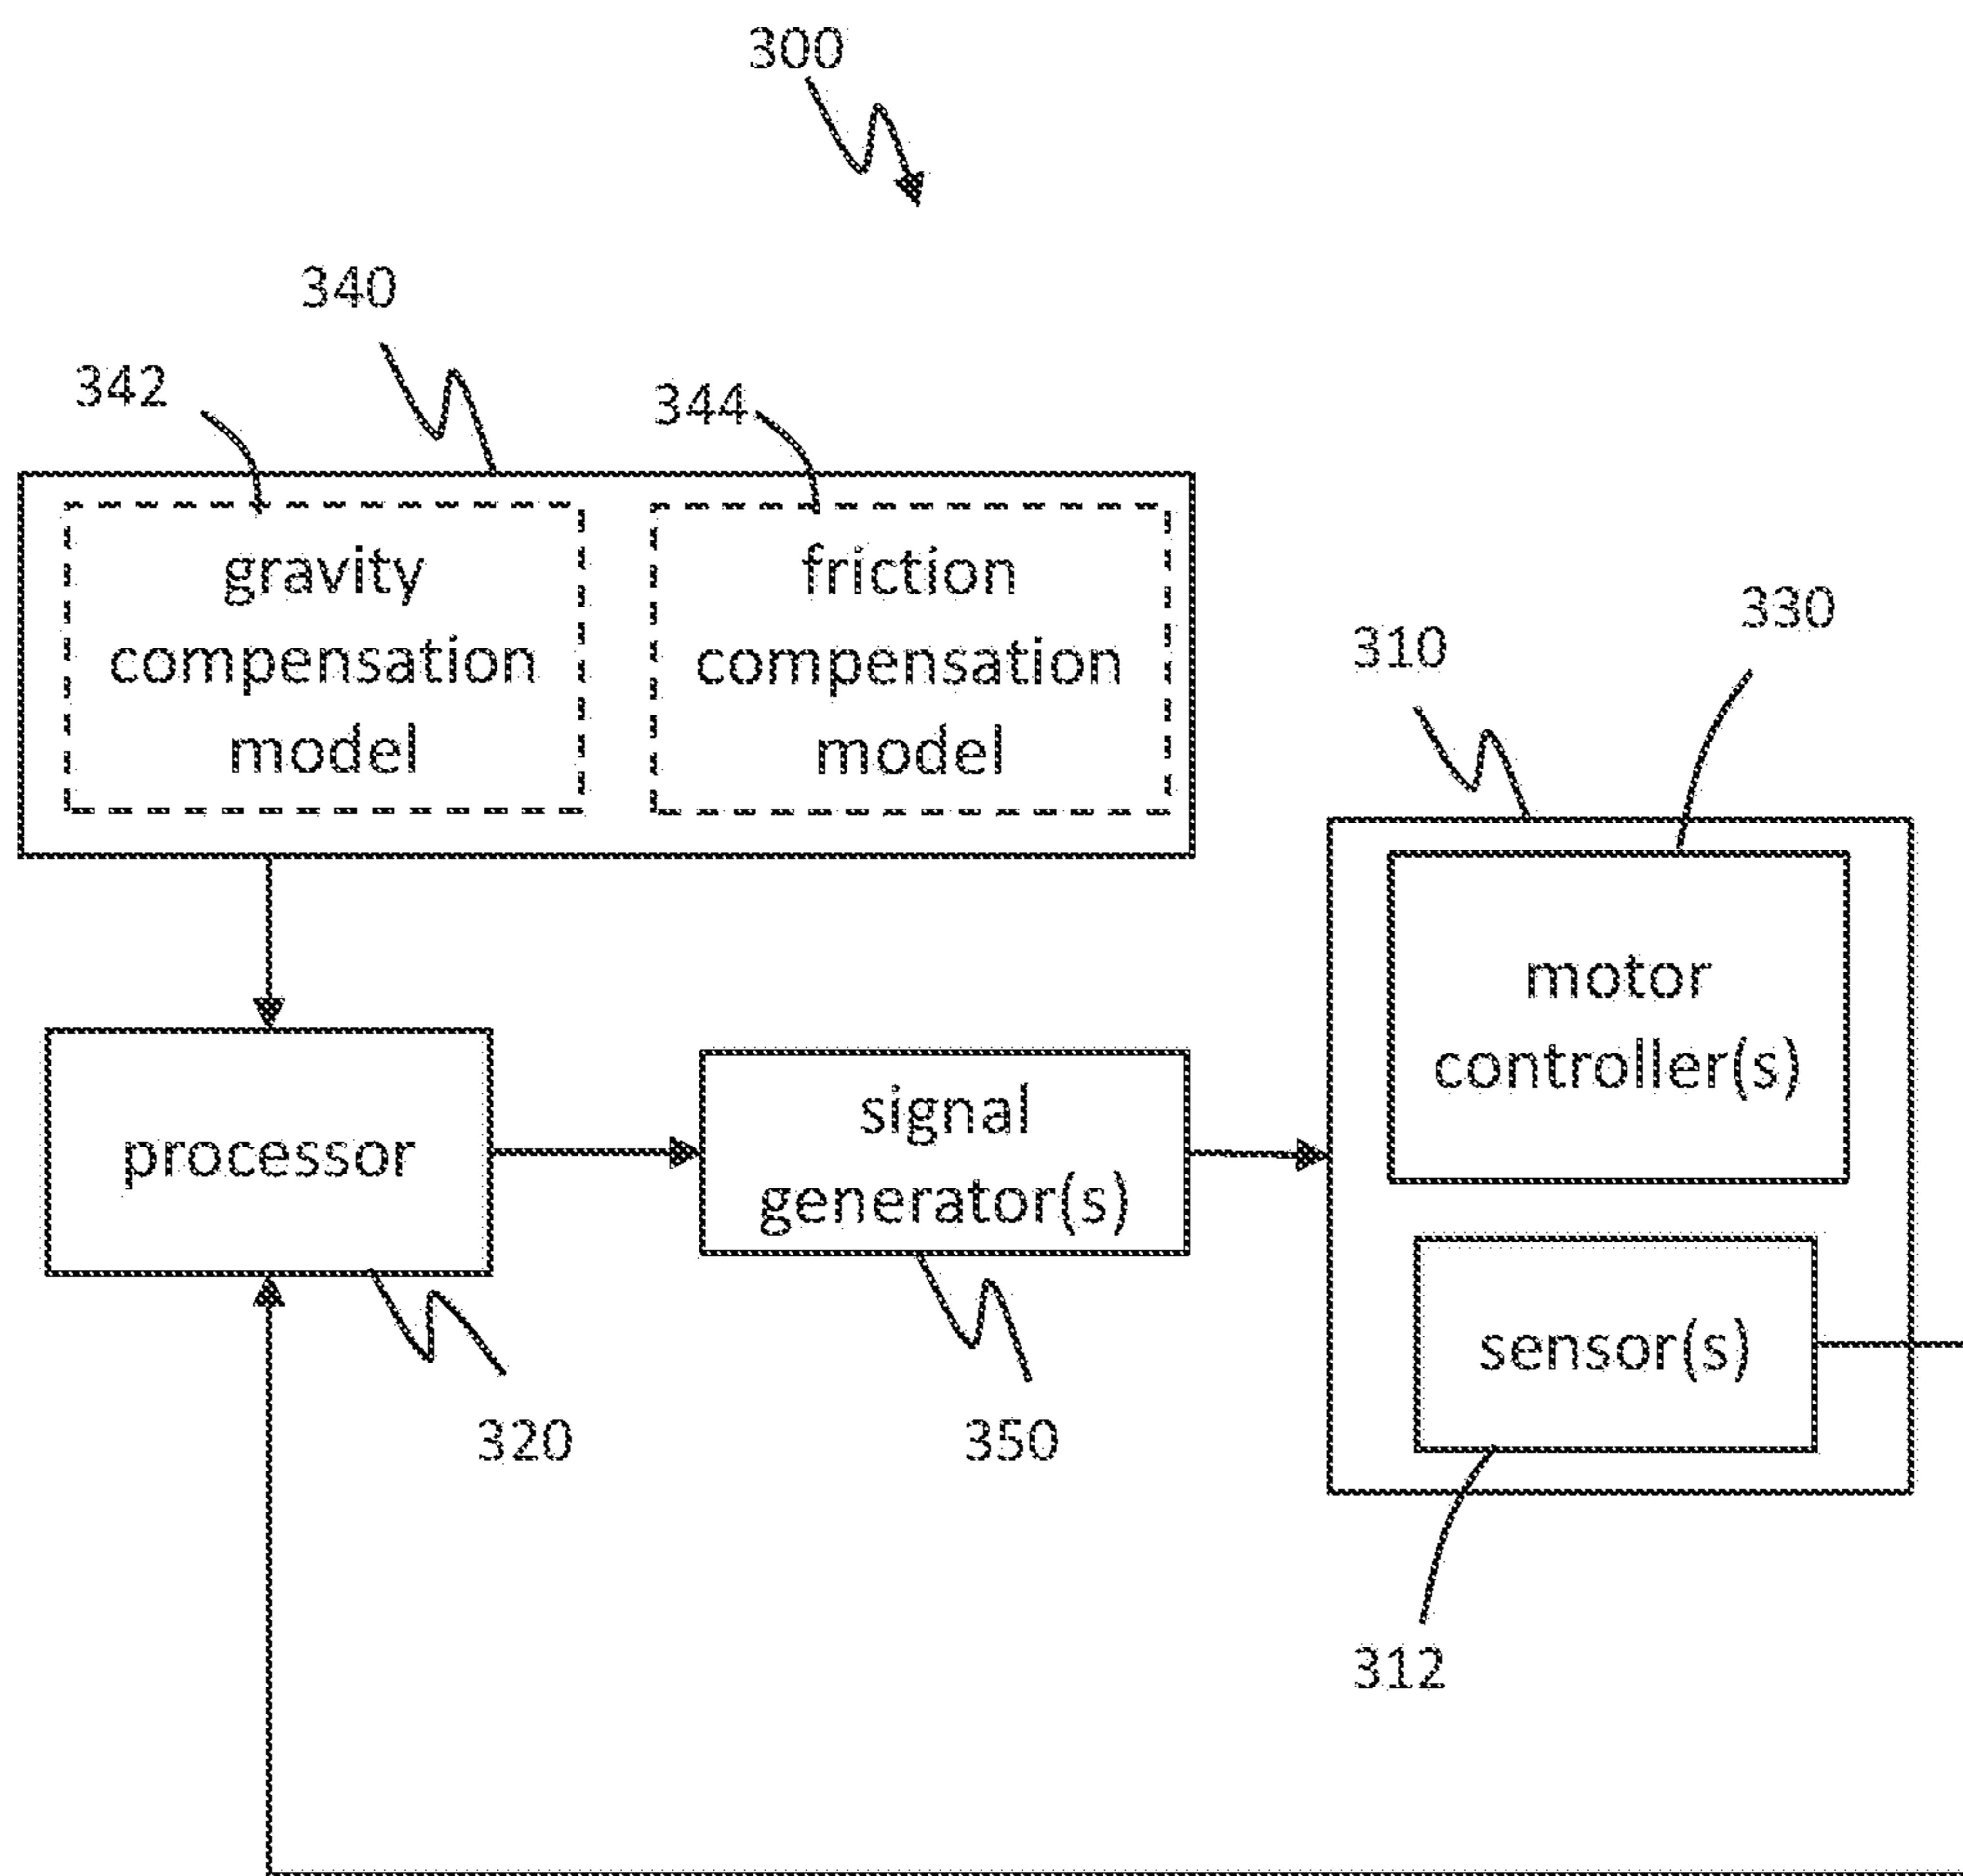 300
340
342
344
gravity
compensation
model
friction
compensation
model
310
330
motor
controller(s)
processor
signal
generator(s)
sensor(s)
320
350
312